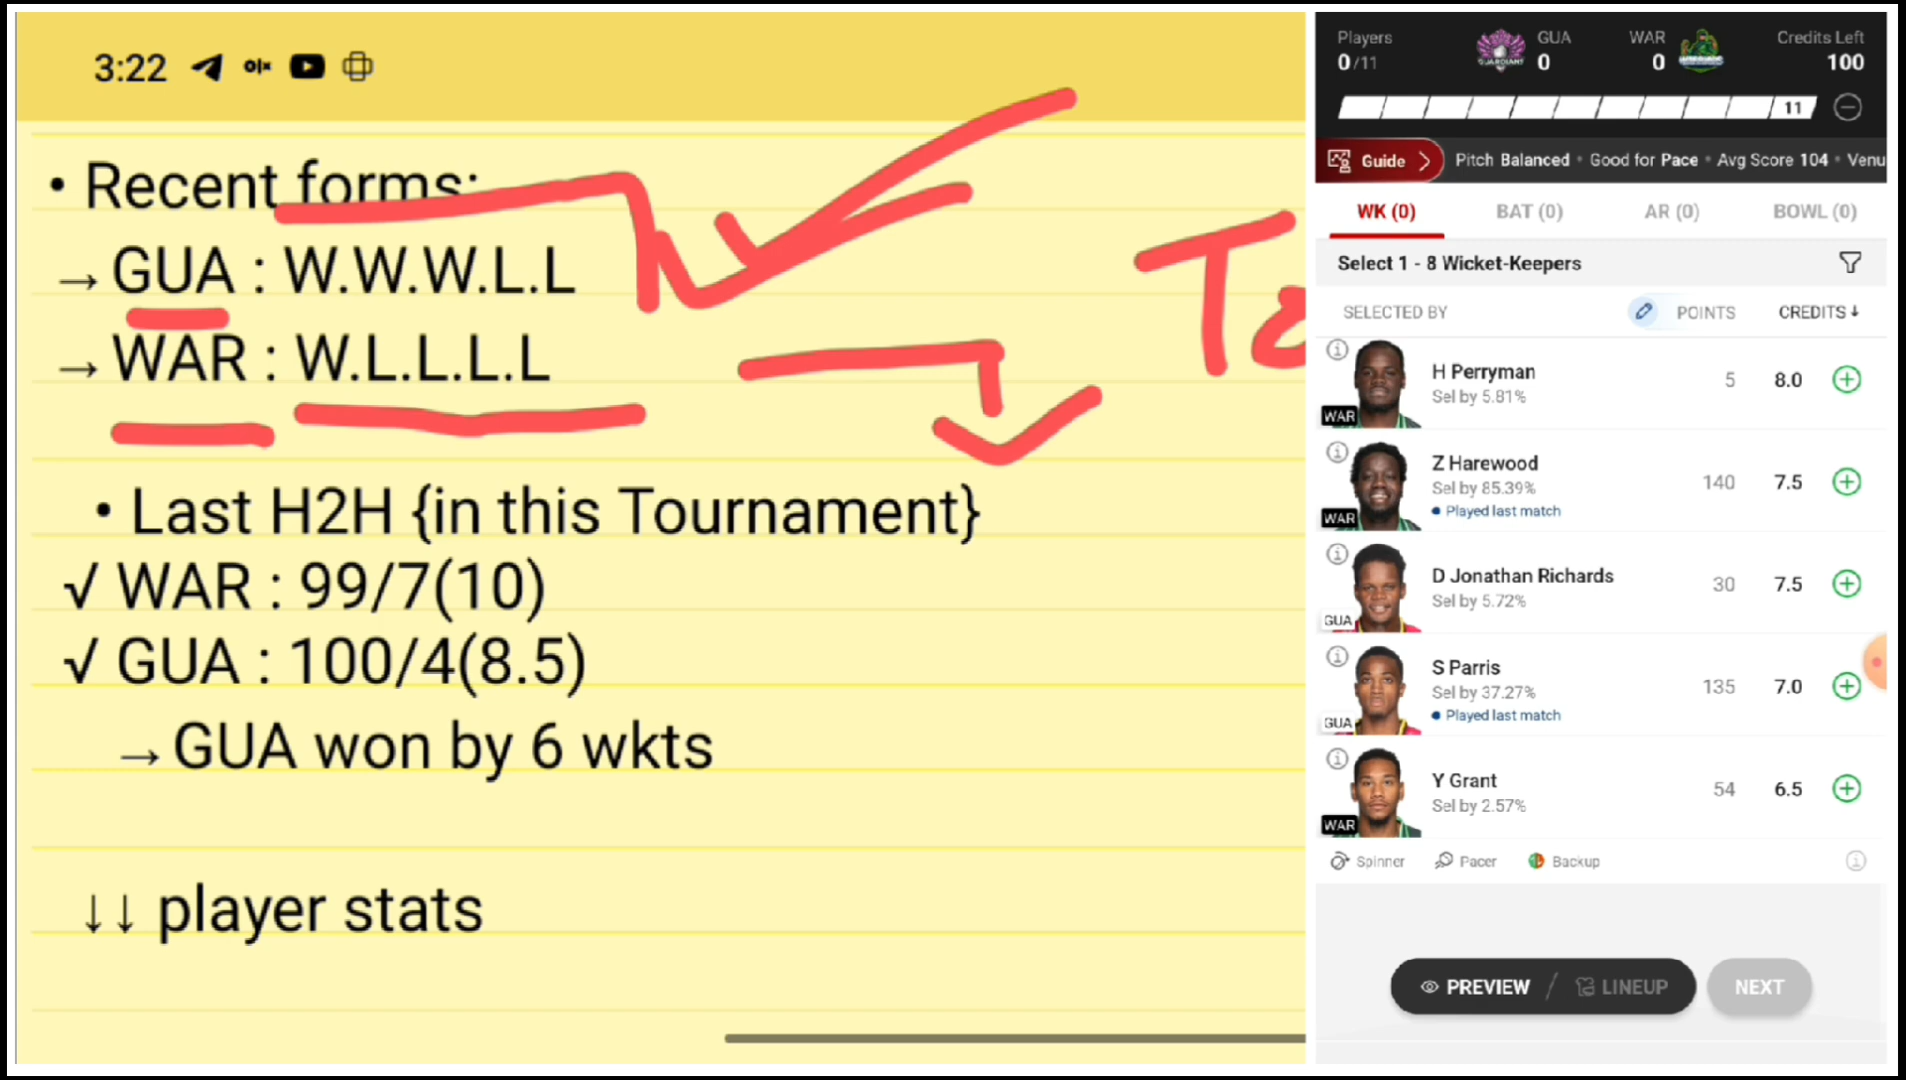 3:22
OlX
• Recent forms:
→ GUA : W.W.W.L.L
→ WAR : W.L.L.L.L
• Last H2H {in this Tournament}
√ WAR : 99/7(10)
√ GUA : 100/4(8.5)
→ GUA won by 6 wkts
↓↓ player stats
Players GUA WAR Credits Left
0/11 0 0 100
11
Guide Pitch Balanced • Good for Pace • Avg Score 104 • Venu
WK (0) BAT (0) AR (0) BOWL (0)
Select 1 - 8 Wicket-Keepers
SELECTED BY POINTS CREDITS ↓
H Perryman 5 8.0
Sel by 5.81%
WAR
Z Harewood
Sel by 85.39% 140 7.5
• Played last match
WAR
D Jonathan Richards 30 7.5
Sel by 5.72%
GUA
S Parris
Sel by 37.27% 135 7.0
• Played last match
GUA
Y Grant 54 6.5
Sel by 2.57%
WAR
Spinner Pacer Backup
PREVIEW / LINEUP NEXT